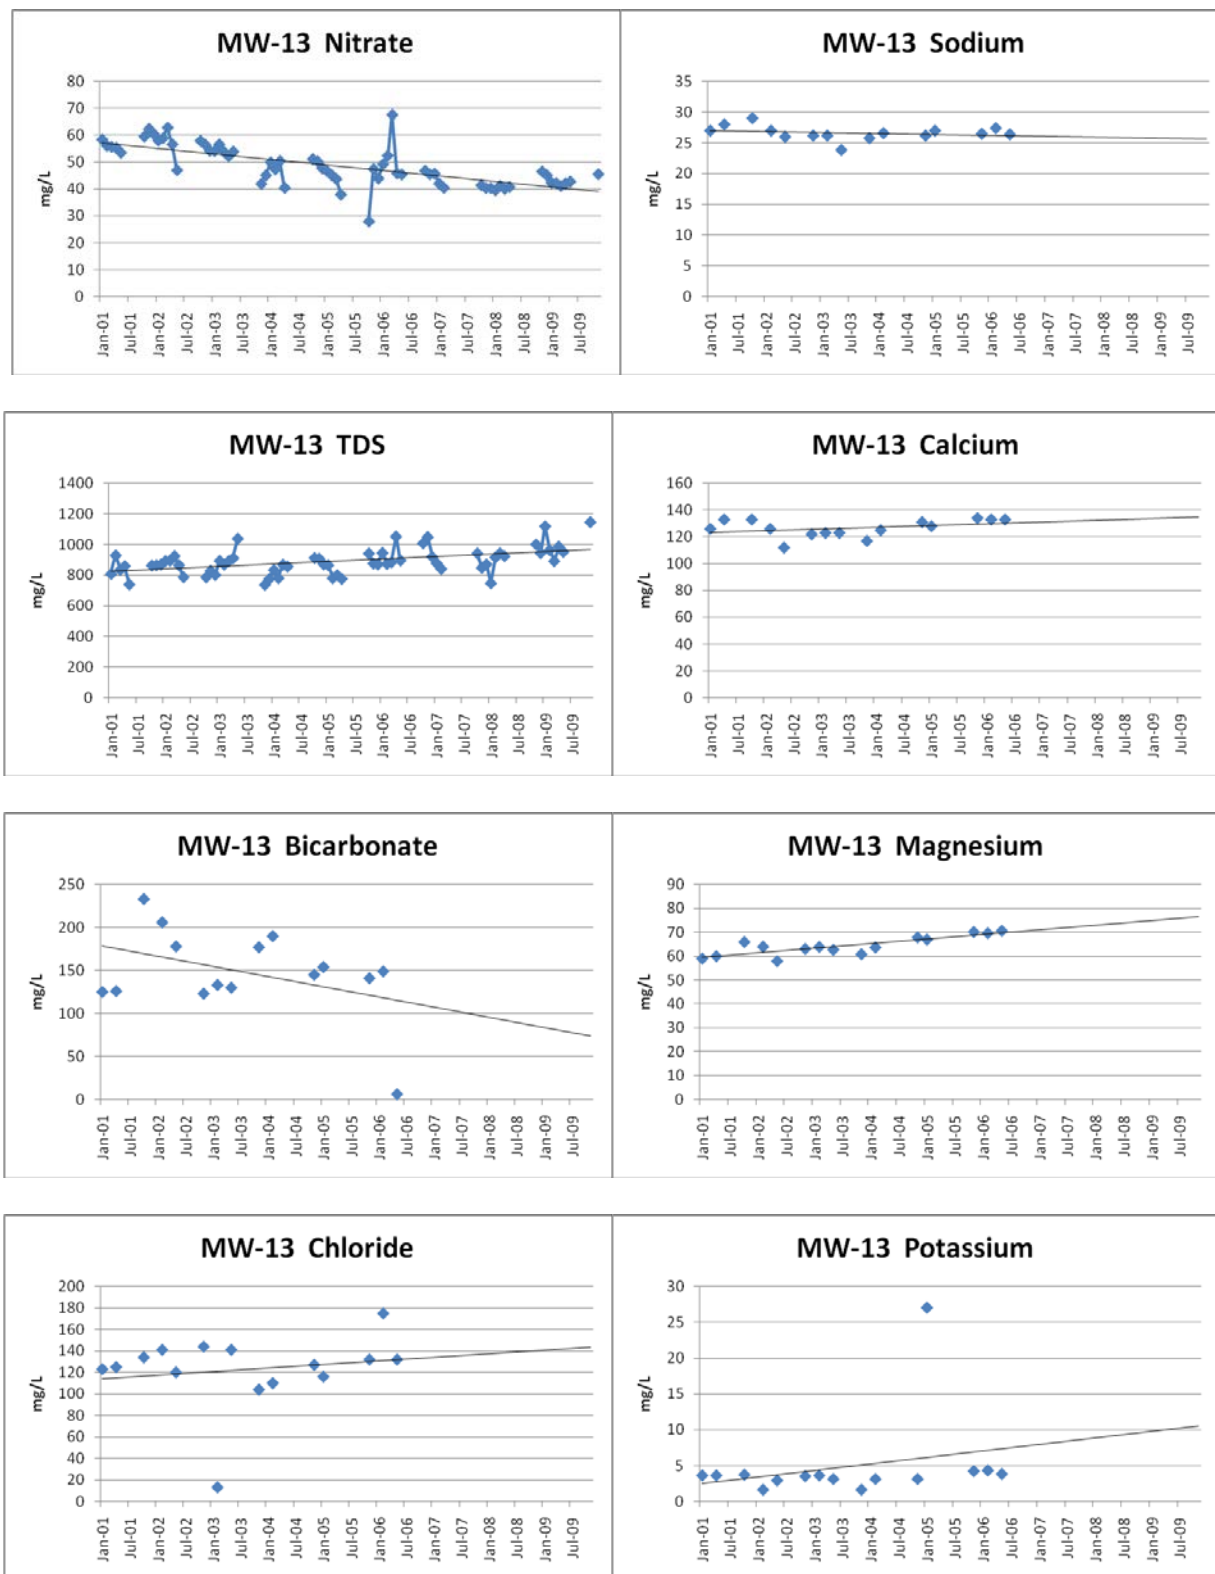 MW-13 Nitrate
80
70
60
50
40
30
20
10
0
mg/L
Jan-01
Jul-01
Jan-02
Jul-02
Jan-03
Jul-03
Jan-04
Jul-04
Jan-05
Jul-05
Jan-06
Jul-06
Jan-07
Jul-07
Jan-08
Jul-08
Jan-09
Jul-09
MW-13 Sodium
35
30
25
20
15
10
5
0
mg/L
Jan-01
Jul-01
Jan-02
Jul-02
Jan-03
Jul-03
Jan-04
Jul-04
Jan-05
Jul-05
Jan-06
Jul-06
Jan-07
Jul-07
Jan-08
Jul-08
Jan-09
Jul-09
MW-13 TDS
1400
1200
1000
800
600
400
200
0
mg/L
Jan-01
Jul-01
Jan-02
Jul-02
Jan-03
Jul-03
Jan-04
Jul-04
Jan-05
Jul-05
Jan-06
Jul-06
Jan-07
Jul-07
Jan-08
Jul-08
Jan-09
Jul-09
MW-13 Calcium
160
140
120
100
80
60
40
20
0
mg/L
Jan-01
Jul-01
Jan-02
Jul-02
Jan-03
Jul-03
Jan-04
Jul-04
Jan-05
Jul-05
Jan-06
Jul-06
Jan-07
Jul-07
Jan-08
Jul-08
Jan-09
Jul-09
MW-13 Bicarbonate
250
200
150
100
50
0
mg/L
Jan-01
Jul-01
Jan-02
Jul-02
Jan-03
Jul-03
Jan-04
Jul-04
Jan-05
Jul-05
Jan-06
Jul-06
Jan-07
Jul-07
Jan-08
Jul-08
Jan-09
Jul-09
MW-13 Magnesium
90
80
70
60
50
40
30
20
10
0
mg/L
Jan-01
Jul-01
Jan-02
Jul-02
Jan-03
Jul-03
Jan-04
Jul-04
Jan-05
Jul-05
Jan-06
Jul-06
Jan-07
Jul-07
Jan-08
Jul-08
Jan-09
Jul-09
MW-13 Chloride
200
180
160
140
120
100
80
60
40
20
0
mg/L
Jan-01
Jul-01
Jan-02
Jul-02
Jan-03
Jul-03
Jan-04
Jul-04
Jan-05
Jul-05
Jan-06
Jul-06
Jan-07
Jul-07
Jan-08
Jul-08
Jan-09
Jul-09
MW-13 Potassium
30
25
20
15
10
5
0
mg/L
Jan-01
Jul-01
Jan-02
Jul-02
Jan-03
Jul-03
Jan-04
Jul-04
Jan-05
Jul-05
Jan-06
Jul-06
Jan-07
Jul-07
Jan-08
Jul-08
Jan-09
Jul-09